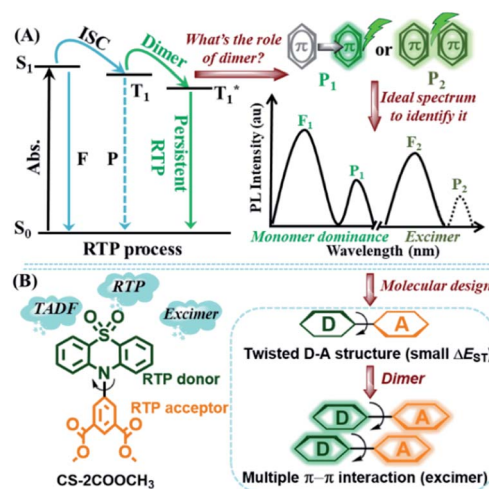 (A)
ISC
Dimer
What's the role
of dimer?
π
π
or
π
π
P1
P2
S1
T1
T1*
Abs.
F
P
Persistent
RTP
S0
RTP process
Ideal spectrum
to identify it
PL Intensity (au)
F1
P1
F2
P2
Monomer dominance
Excimer
Wavelength (nm)
(B)
TADF
RTP
Excimer
O
S
O
N
RTP donor
RTP acceptor
O
O
O
O
CS-2COOCH3
Molecular design
D
A
Twisted D-A structure (small ΔEST)
Dimer
D
A
D
A
Multiple π–π interaction (excimer)